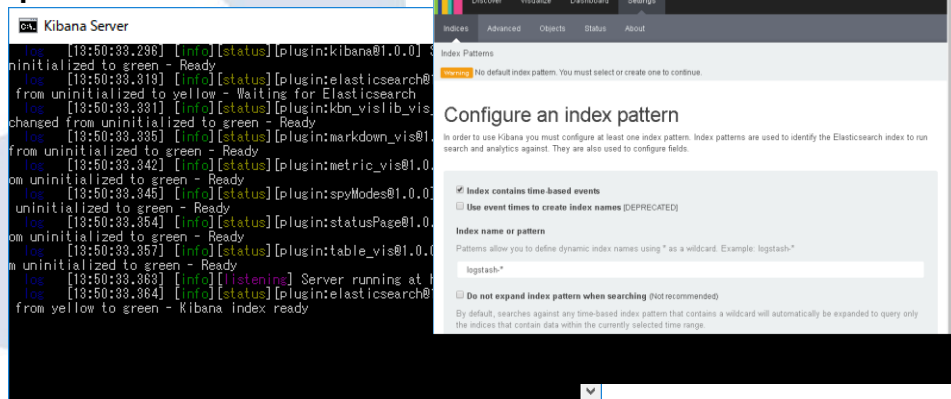 Kibana Server
log [13:50:33.296] [info][status][plugin:kibana@1.0.0] S
ninitialized to green - Ready
log [13:50:33.319] [info][status][plugin:elasticsearch@1
from uninitialized to yellow - Waiting for Elasticsearch
log [13:50:33.331] [info][status][plugin:kbn_vislib_vis_
changed from uninitialized to green - Ready
log [13:50:33.335] [info][status][plugin:markdown_vis@1.
from uninitialized to green - Ready
log [13:50:33.342] [info][status][plugin:metric_vis@1.0.
om uninitialized to green - Ready
log [13:50:33.345] [info][status][plugin:spyModes@1.0.0]
uninitialized to green - Ready
log [13:50:33.354] [info][status][plugin:statusPage@1.0.
om uninitialized to green - Ready
log [13:50:33.357] [info][status][plugin:table_vis@1.0.0
m uninitialized to green - Ready
log [13:50:33.363] [info][listening] Server running at h
log [13:50:33.364] [info][status][plugin:elasticsearch@1
from yellow to green - Kibana index ready
Discover Visualize Dashboard Settings
Indices Advanced Objects Status About
Index Patterns
Warning No default index pattern. You must select or create one to continue.
Configure an index pattern
In order to use Kibana you must configure at least one index pattern. Index patterns are used to identify the Elasticsearch index to run
search and analytics against. They are also used to configure fields.
Index contains time-based events
Use event times to create index names [DEPRECATED]
Index name or pattern
Patterns allow you to define dynamic index names using * as a wildcard. Example: logstash-*
logstash-*
Do not expand index pattern when searching (Not recommended)
By default, searches against any time-based index pattern that contains a wildcard will automatically be expanded to query only
the indices that contain data within the currently selected time range.